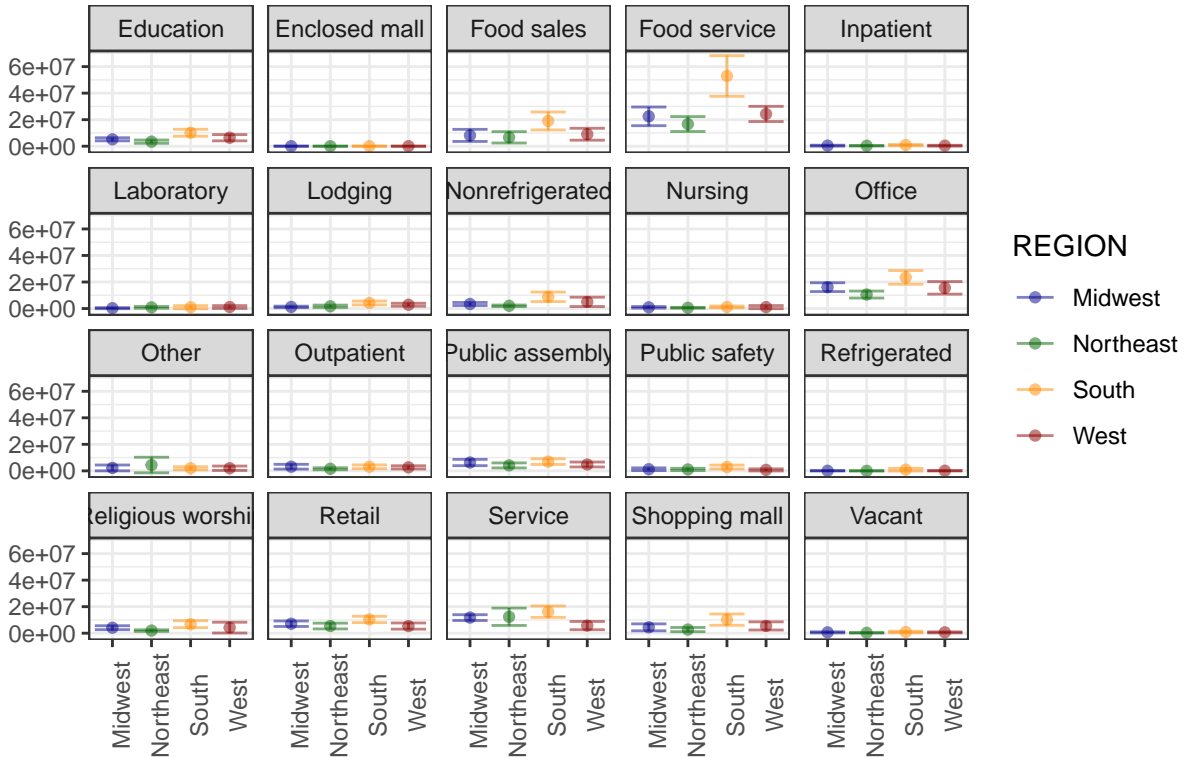 Education Enclosed mall Food sales Food service Inpatient
6e+07
4e+07
2e+07
0e+00
Laboratory Lodging Nonrefrigerated Nursing Office
6e+07
4e+07
2e+07
0e+00
Other Outpatient Public assembly Public safety Refrigerated
6e+07
4e+07
2e+07
0e+00
Religious worship Retail Service Shopping mall Vacant
6e+07
4e+07
2e+07
0e+00
Midwest Northeast South West Midwest Northeast South West Midwest Northeast South West Midwest Northeast South West Midwest Northeast South West
REGION
Midwest
Northeast
South
West